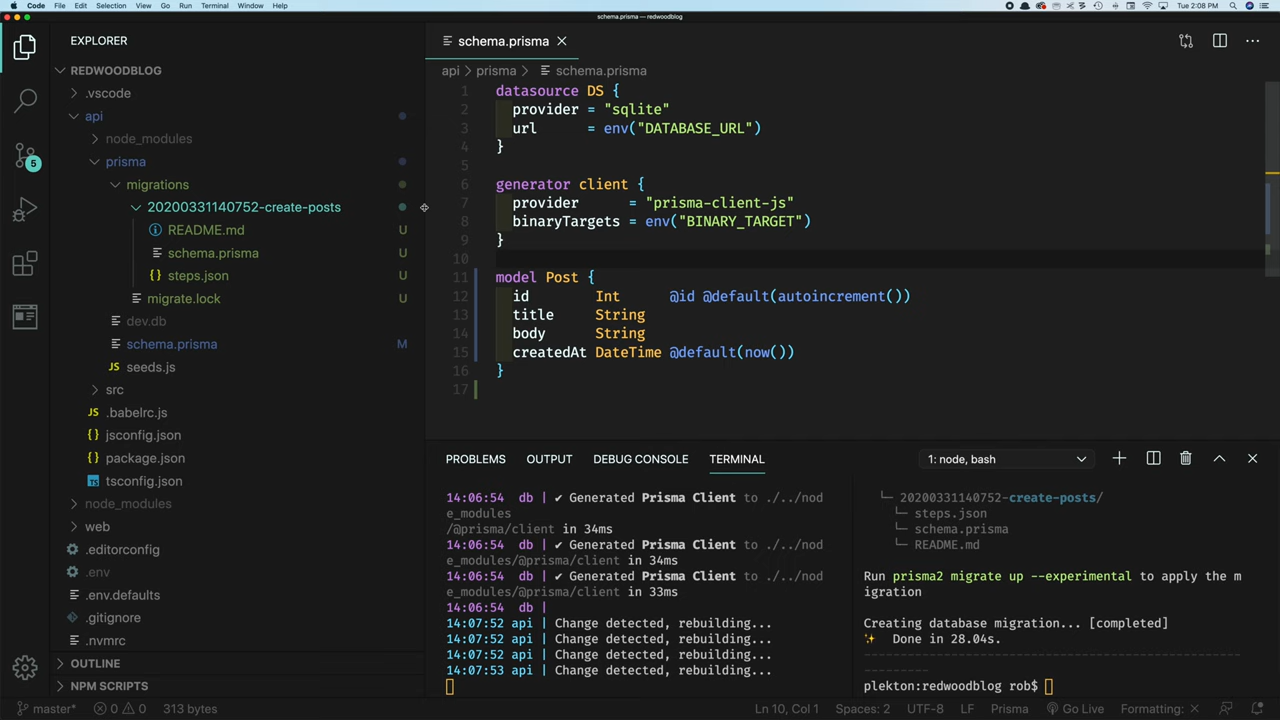 Code File Edit Selection View Go Run Terminal Window Help
Tue 2:08 PM
schema.prisma — redwoodblog
EXPLORER
REDWOODBLOG
.vscode
api
node_modules
prisma
migrations
20200331140752-create-posts
README.md U
schema.prisma U
{} steps.json U
migrate.lock U
dev.db
schema.prisma M
seeds.js
src
JS .babelrc.js
{} jsconfig.json
{} package.json
TS tsconfig.json
node_modules
web
.editorconfig
.env
.env.defaults
.gitignore
.nvmrc
OUTLINE
NPM SCRIPTS
5
schema.prisma
api > prisma > schema.prisma
1 datasource DS {
2 provider = "sqlite"
3 url = env("DATABASE_URL")
4 }
5
6 generator client {
7 provider = "prisma-client-js"
8 binaryTargets = env("BINARY_TARGET")
9 }
10
11 model Post {
12 id Int @id @default(autoincrement())
13 title String
14 body String
15 createdAt DateTime @default(now())
16 }
17
PROBLEMS OUTPUT DEBUG CONSOLE TERMINAL
1: node, bash
14:06:54 db | ✔ Generated Prisma Client to ./../nod
e_modules
/@prisma/client in 34ms
14:06:54 db | ✔ Generated Prisma Client to ./../nod
e_modules/@prisma/client in 34ms
14:06:54 db | ✔ Generated Prisma Client to ./../nod
e_modules/@prisma/client in 33ms
14:06:54 db |
14:07:52 api | Change detected, rebuilding...
14:07:52 api | Change detected, rebuilding...
14:07:52 api | Change detected, rebuilding...
14:07:53 api | Change detected, rebuilding...
└─ 20200331140752-create-posts/
└─ steps.json
└─ schema.prisma
└─ README.md
Run prisma2 migrate up --experimental to apply the m
igration
Creating database migration... [completed]
✨ Done in 28.04s.
----------------------------------------------------
---------
plekton:redwoodblog rob$
master* 0 0 313 bytes
Ln 10, Col 1 Spaces: 2 UTF-8 LF Prisma Go Live Formatting: ×